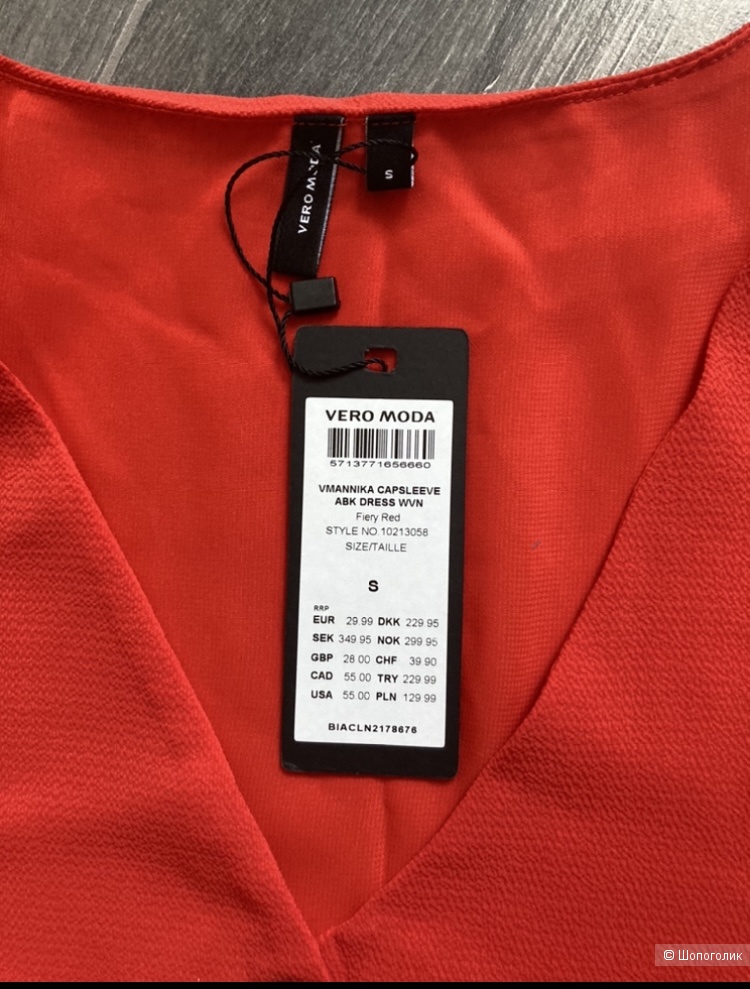 VERO MODA
S
VERO MODA
5713771656660
VMANNIKA CAPSLEEVE
ABK DRESS WVN
Fiery Red
STYLE NO 10213058
SIZE/TAILLE
S
RRP
EUR 29.99 DKK 229.95
SEK 349.95 NOK 299.95
GBP 28.00 CHF 39.90
CAD 55.00 TRY 229.99
USA 55.00 PLN 129.99
BIACLN2178676
© Шопоголик